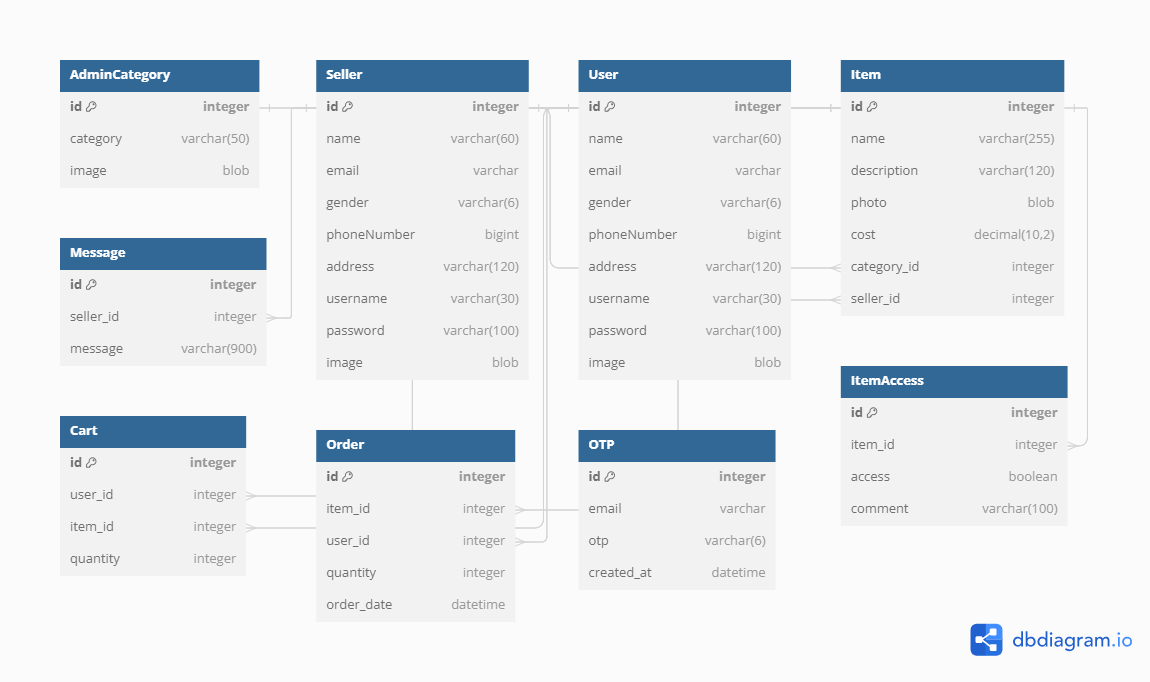 AdminCategory
id integer
category varchar(50)
image blob
Seller
id integer
name varchar(60)
email varchar
gender varchar(6)
phoneNumber bigint
address varchar(120)
username varchar(30)
password varchar(100)
image blob
User
id integer
name varchar(60)
email varchar
gender varchar(6)
phoneNumber bigint
address varchar(120)
username varchar(30)
password varchar(100)
image blob
Item
id integer
name varchar(255)
description varchar(120)
photo blob
cost decimal(10,2)
category_id integer
seller_id integer
Message
id integer
seller_id integer
message varchar(900)
ItemAccess
id integer
item_id integer
access boolean
comment varchar(100)
Cart
id integer
user_id integer
item_id integer
quantity integer
Order
id integer
item_id integer
user_id integer
quantity integer
order_date datetime
OTP
id integer
email varchar
otp varchar(6)
created_at datetime
dbdiagram.io